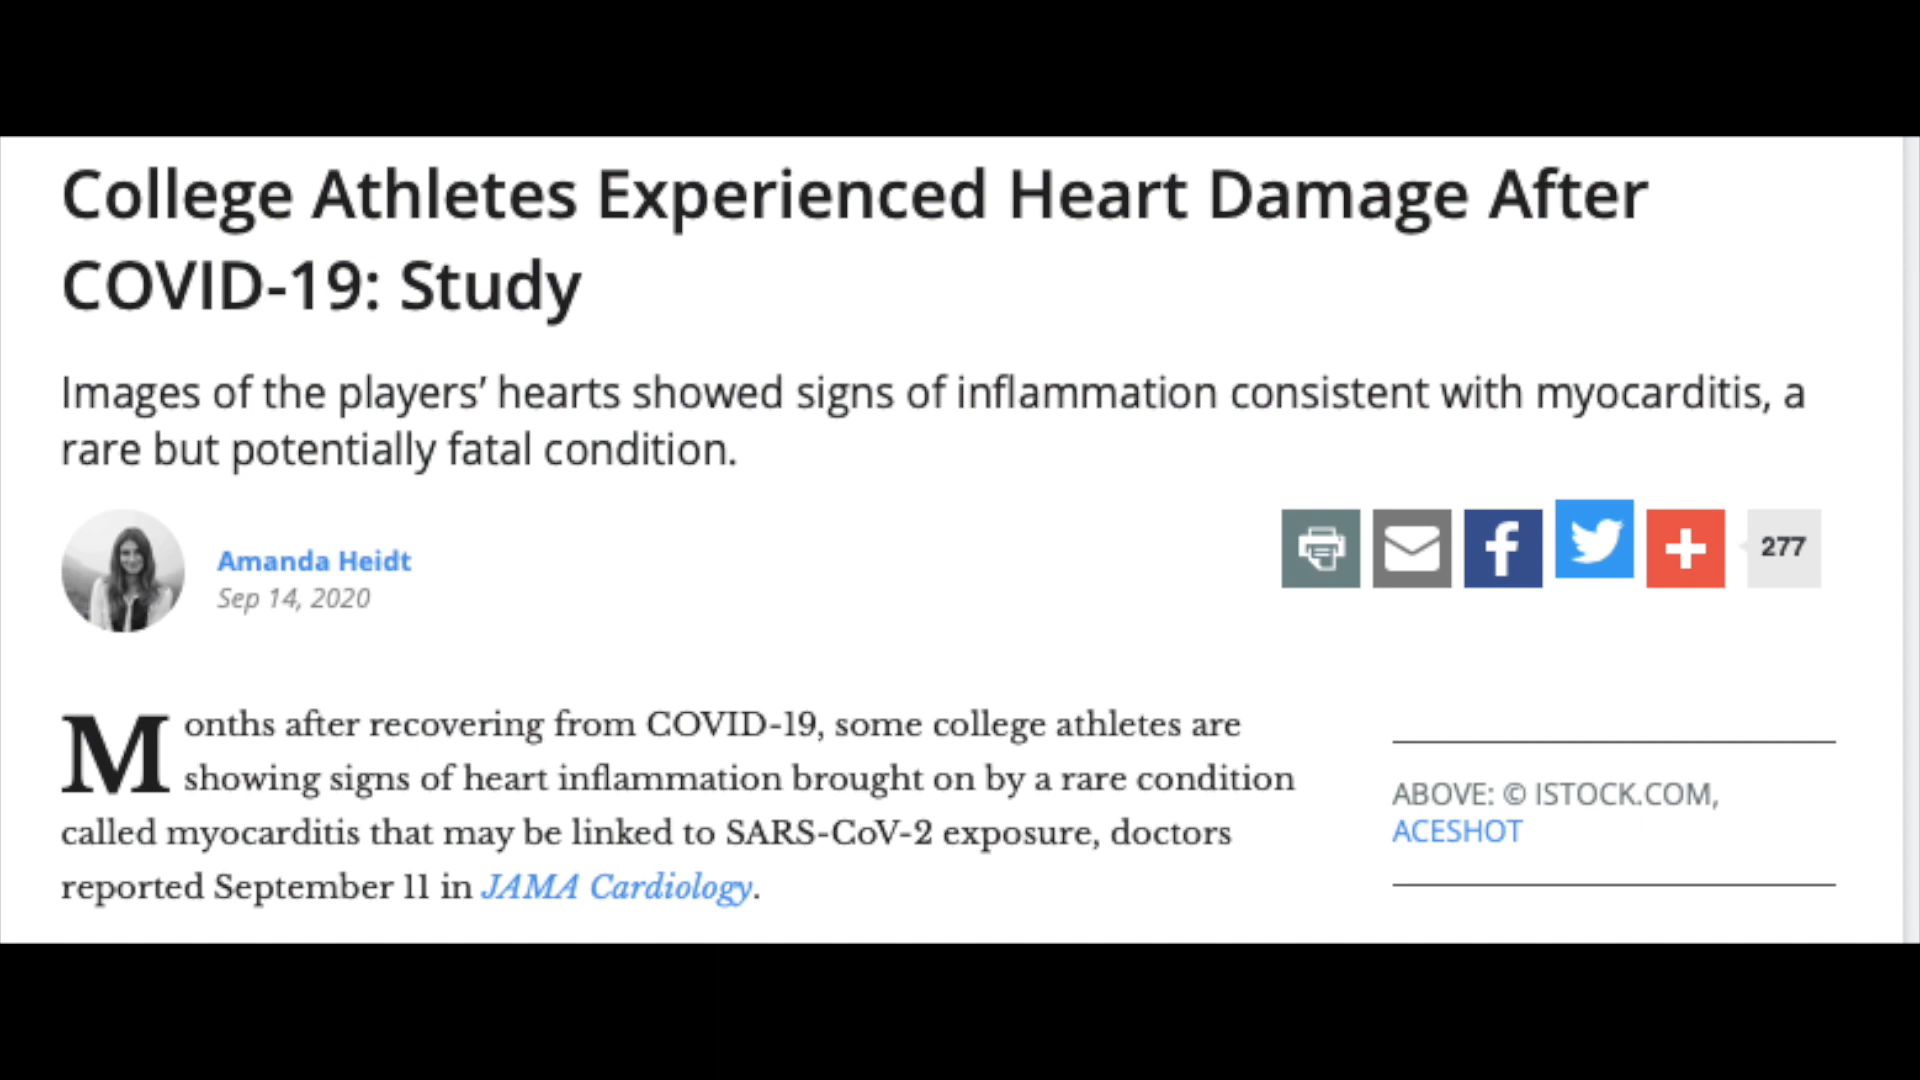 College Athletes Experienced Heart Damage After
COVID-19: Study
Images of the players’ hearts showed signs of inflammation consistent with myocarditis, a
rare but potentially fatal condition.
Amanda Heidt
Sep 14, 2020
277
Months after recovering from COVID-19, some college athletes are
showing signs of heart inflammation brought on by a rare condition
called myocarditis that may be linked to SARS-CoV-2 exposure, doctors
reported September 11 in JAMA Cardiology.
ABOVE: © ISTOCK.COM,
ACESHOT